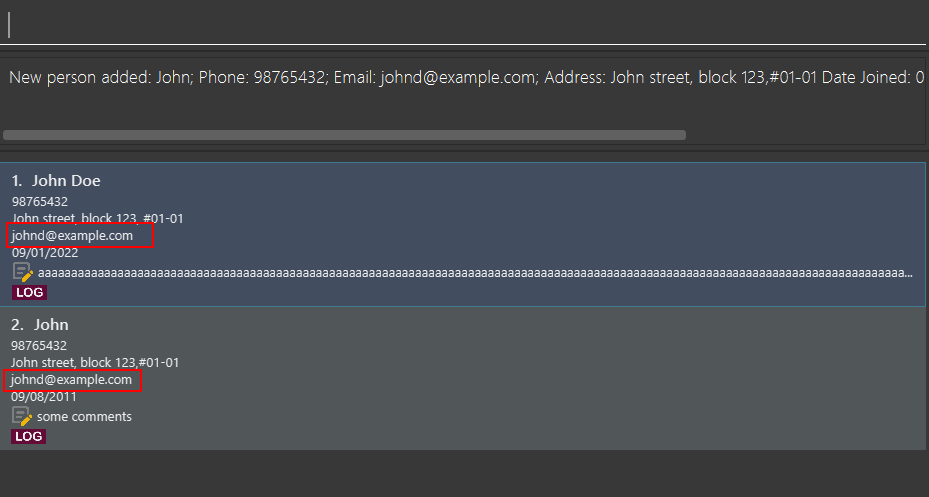 New person added: John; Phone: 98765432; Email: johnd@example.com; Address: John street, block 123,#01-01 Date Joined: 0
1. John Doe
98765432
John street, block 123, #01-01
johnd@example.com
09/01/2022
aaaaaaaaaaaaaaaaaaaaaaaaaaaaaaaaaaaaaaaaaaaaaaaaaaaaaaaaaaaaaaaaaaaaaaaaaaaaaaaaaaaaaaaaaaaaaaaaaaaaaaaaaaaaaaaaaaaaaaaaaaaaaaaaaaaa...
LOG
2. John
98765432
John street, block 123,#01-01
johnd@example.com
09/08/2011
some comments
LOG